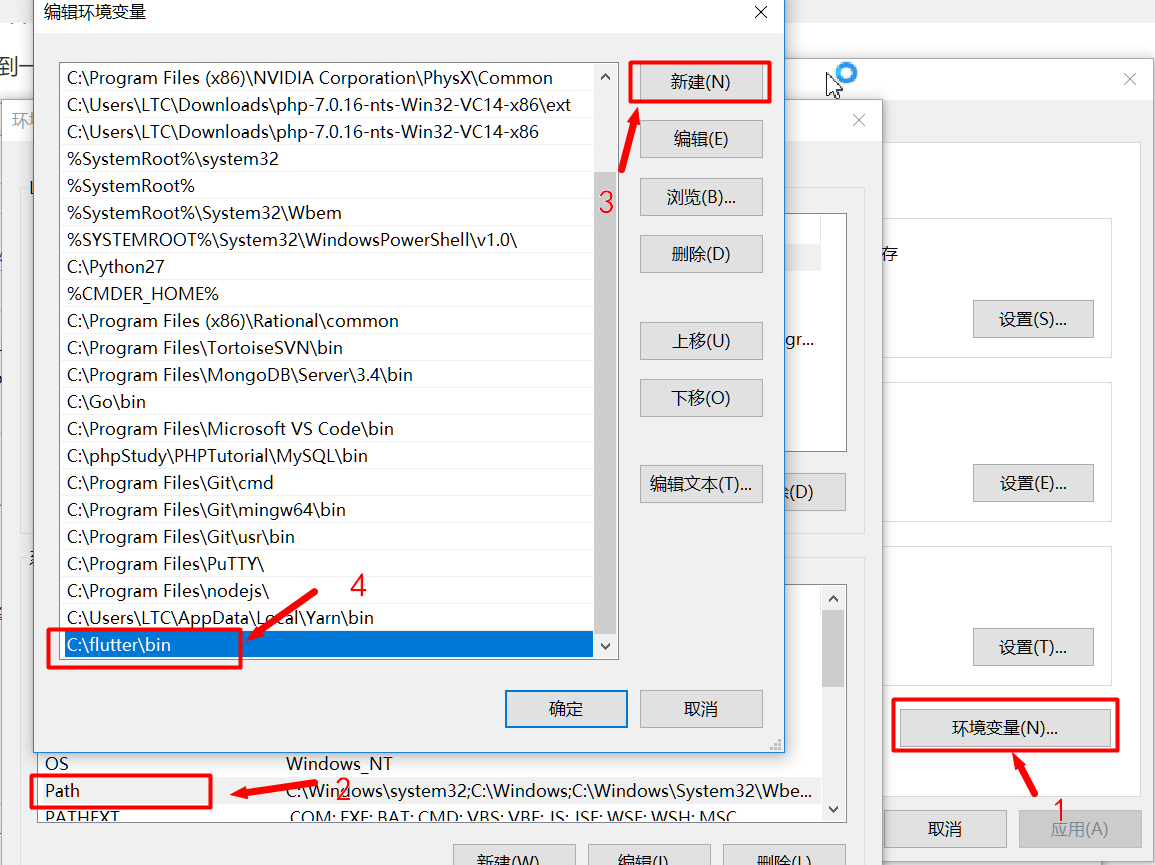 编辑环境变量
到一
C:\Program Files (x86)\NVIDIA Corporation\PhysX\Common
C:\Users\LTC\Downloads\php-7.0.16-nts-Win32-VC14-x86\ext
C:\Users\LTC\Downloads\php-7.0.16-nts-Win32-VC14-x86
%SystemRoot%\system32
%SystemRoot%
%SystemRoot%\System32\Wbem
%SYSTEMROOT%\System32\WindowsPowerShell\v1.0\
C:\Python27
%CMDER_HOME%
C:\Program Files (x86)\Rational\common
C:\Program Files\TortoiseSVN\bin
C:\Program Files\MongoDB\Server\3.4\bin
C:\Go\bin
C:\Program Files\Microsoft VS Code\bin
C:\phpStudy\PHPTutorial\MySQL\bin
C:\Program Files\Git\cmd
C:\Program Files\Git\mingw64\bin
C:\Program Files\Git\usr\bin
C:\Program Files\PuTTY\
C:\Program Files\nodejs\
C:\Users\LTC\AppData\Local\Yarn\bin
C:\flutter\bin
新建(N)
编辑(E)
浏览(B)...
删除(D)
上移(U)
下移(O)
编辑文本(T)...
确定
取消
3
4
环
存
gr...
(D)
设置(S)...
设置(E)...
设置(T)...
环境变量(N)...
1
取消
应用(A)
OS Windows_NT
Path C:\Windows\system32;C:\Windows;C:\Windows\System32\Wbe...
2
PATHEXT .COM;.EXE;.BAT;.CMD;.VBS;.VBE;.JS;.JSE;.WSF;.WSH;.MSC
新建(W)...
编辑(I)...
删除(L)